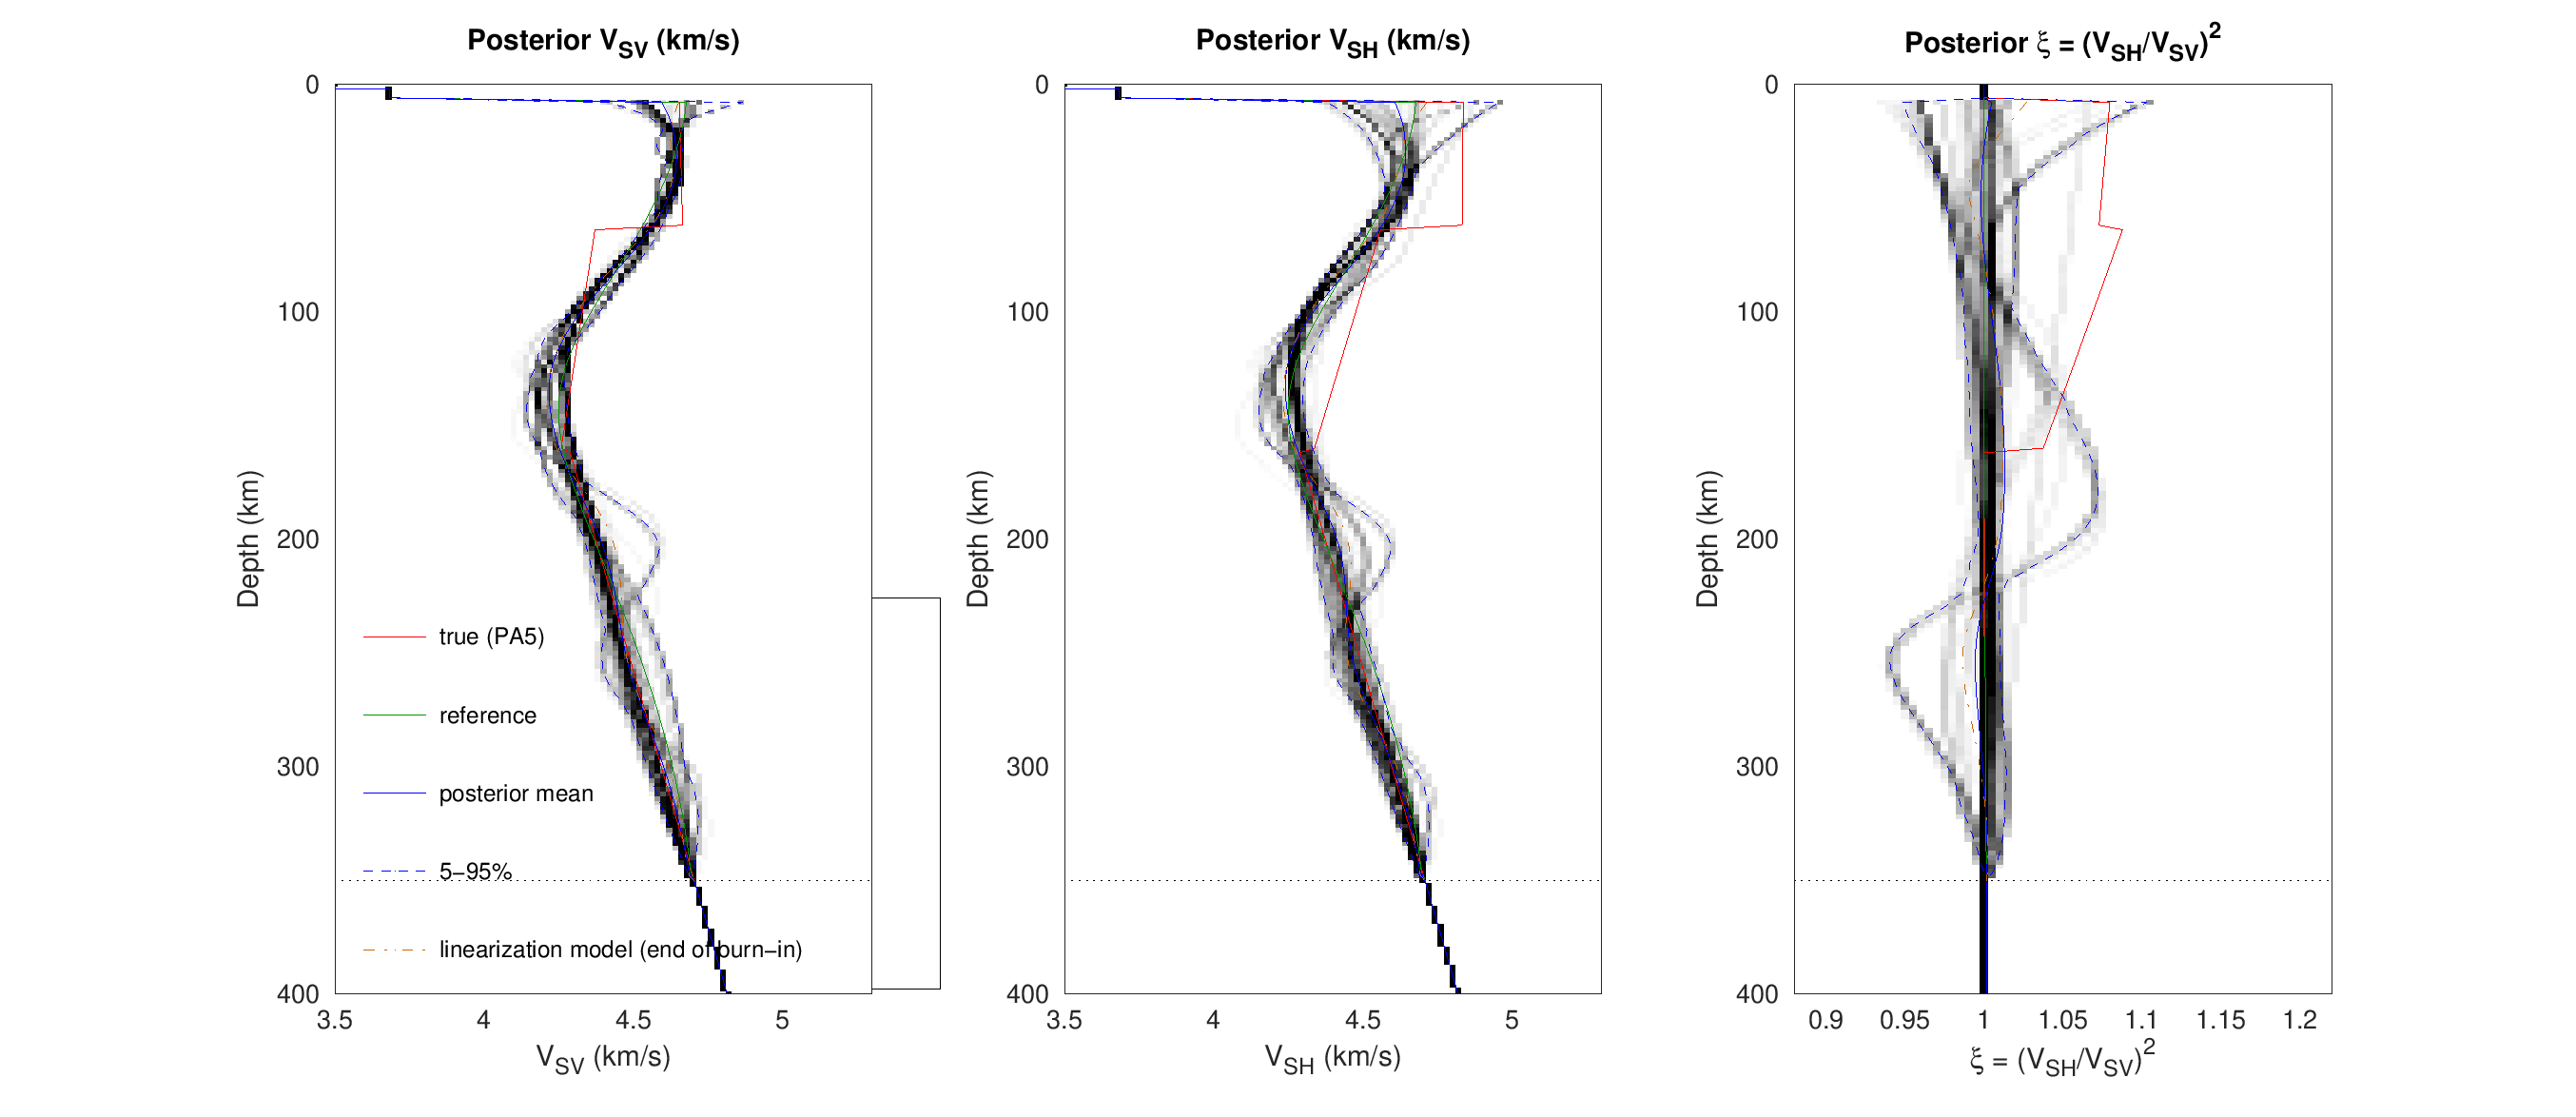 Posterior V_SV (km/s)
0
100
200
300
400
3.5
4
4.5
5
Depth (km)
V_SV (km/s)
true (PA5)
reference
posterior mean
5−95%
linearization model (end of burn−in)
Posterior V_SH (km/s)
0
100
200
300
400
3.5
4
4.5
5
Depth (km)
V_SH (km/s)
Posterior ξ = (V_SH/V_SV)^2
0
100
200
300
400
0.9
0.95
1
1.05
1.1
1.15
1.2
Depth (km)
ξ = (V_SH/V_SV)^2